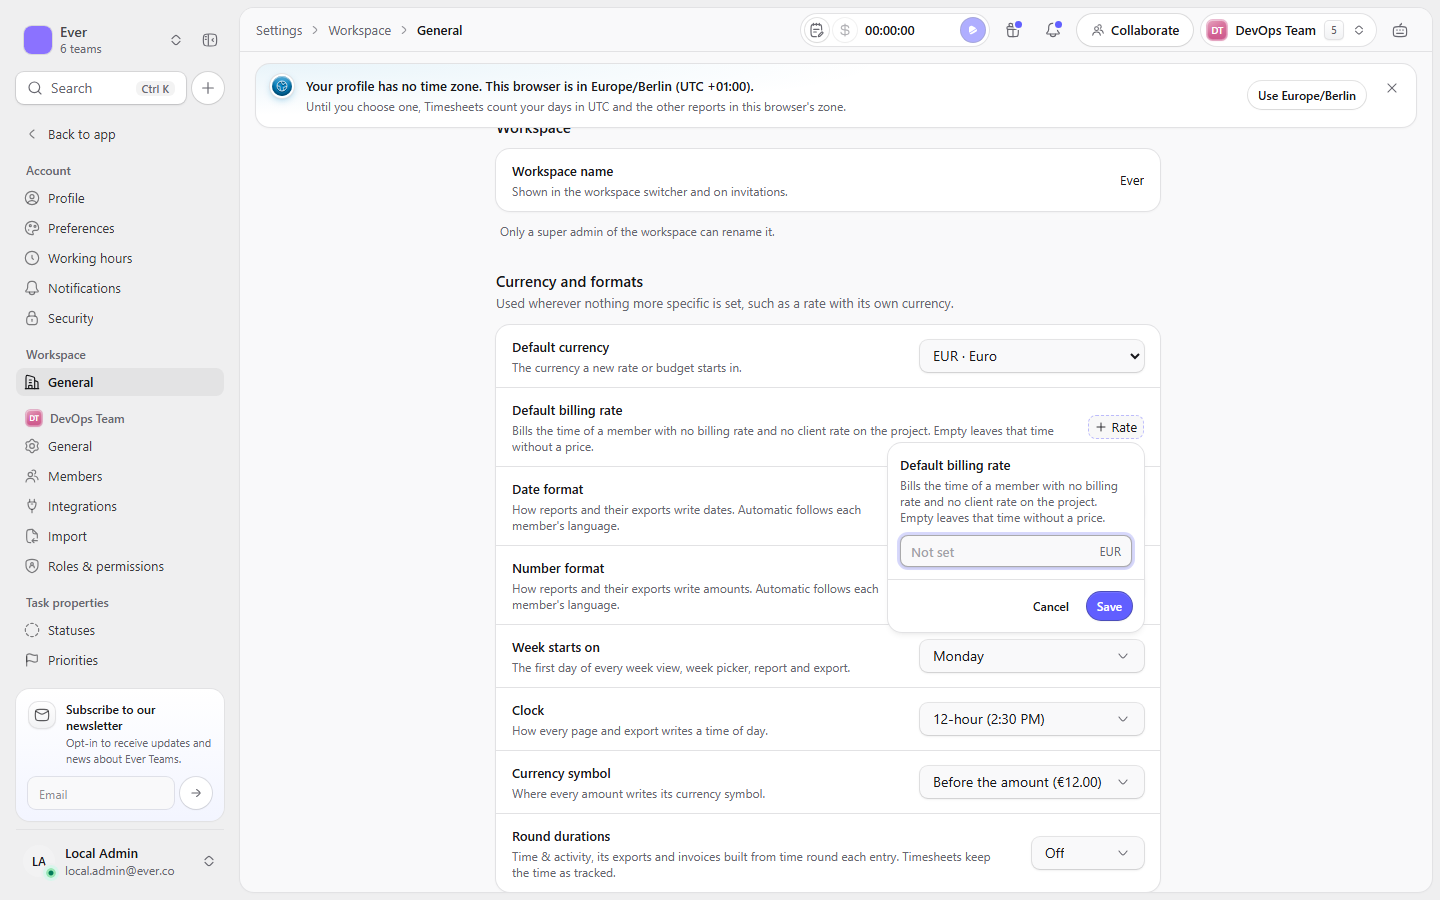 Ever
6 teams
Search
Ctrl K
Back to app
Account
Profile
Preferences
Working hours
Notifications
Security
Workspace
General
DT DevOps Team
General
Members
Integrations
Import
Roles & permissions
Task properties
Statuses
Priorities
Subscribe to our
newsletter
Opt-in to receive updates and
news about Ever Teams.
Email
LA
Local Admin
local.admin@ever.co
Settings
Workspace
General
$
00:00:00
Collaborate
DT
DevOps Team
5
Your profile has no time zone. This browser is in Europe/Berlin (UTC +01:00).
Until you choose one, Timesheets count your days in UTC and the other reports in this browser's zone.
Use Europe/Berlin
Workspace
Workspace name
Shown in the workspace switcher and on invitations.
Ever
Only a super admin of the workspace can rename it.
Currency and formats
Used wherever nothing more specific is set, such as a rate with its own currency.
Default currency
The currency a new rate or budget starts in.
EUR · Euro
Default billing rate
Bills the time of a member with no billing rate and no client rate on the project. Empty leaves that time
without a price.
+ Rate
Default billing rate
Bills the time of a member with no billing
rate and no client rate on the project.
Empty leaves that time without a price.
Not set
EUR
Cancel
Save
Date format
How reports and their exports write dates. Automatic follows each
member's language.
Number format
How reports and their exports write amounts. Automatic follows each
member's language.
Week starts on
The first day of every week view, week picker, report and export.
Monday
Clock
How every page and export writes a time of day.
12-hour (2:30 PM)
Currency symbol
Where every amount writes its currency symbol.
Before the amount (€12.00)
Round durations
Time & activity, its exports and invoices built from time round each entry. Timesheets keep
the time as tracked.
Off